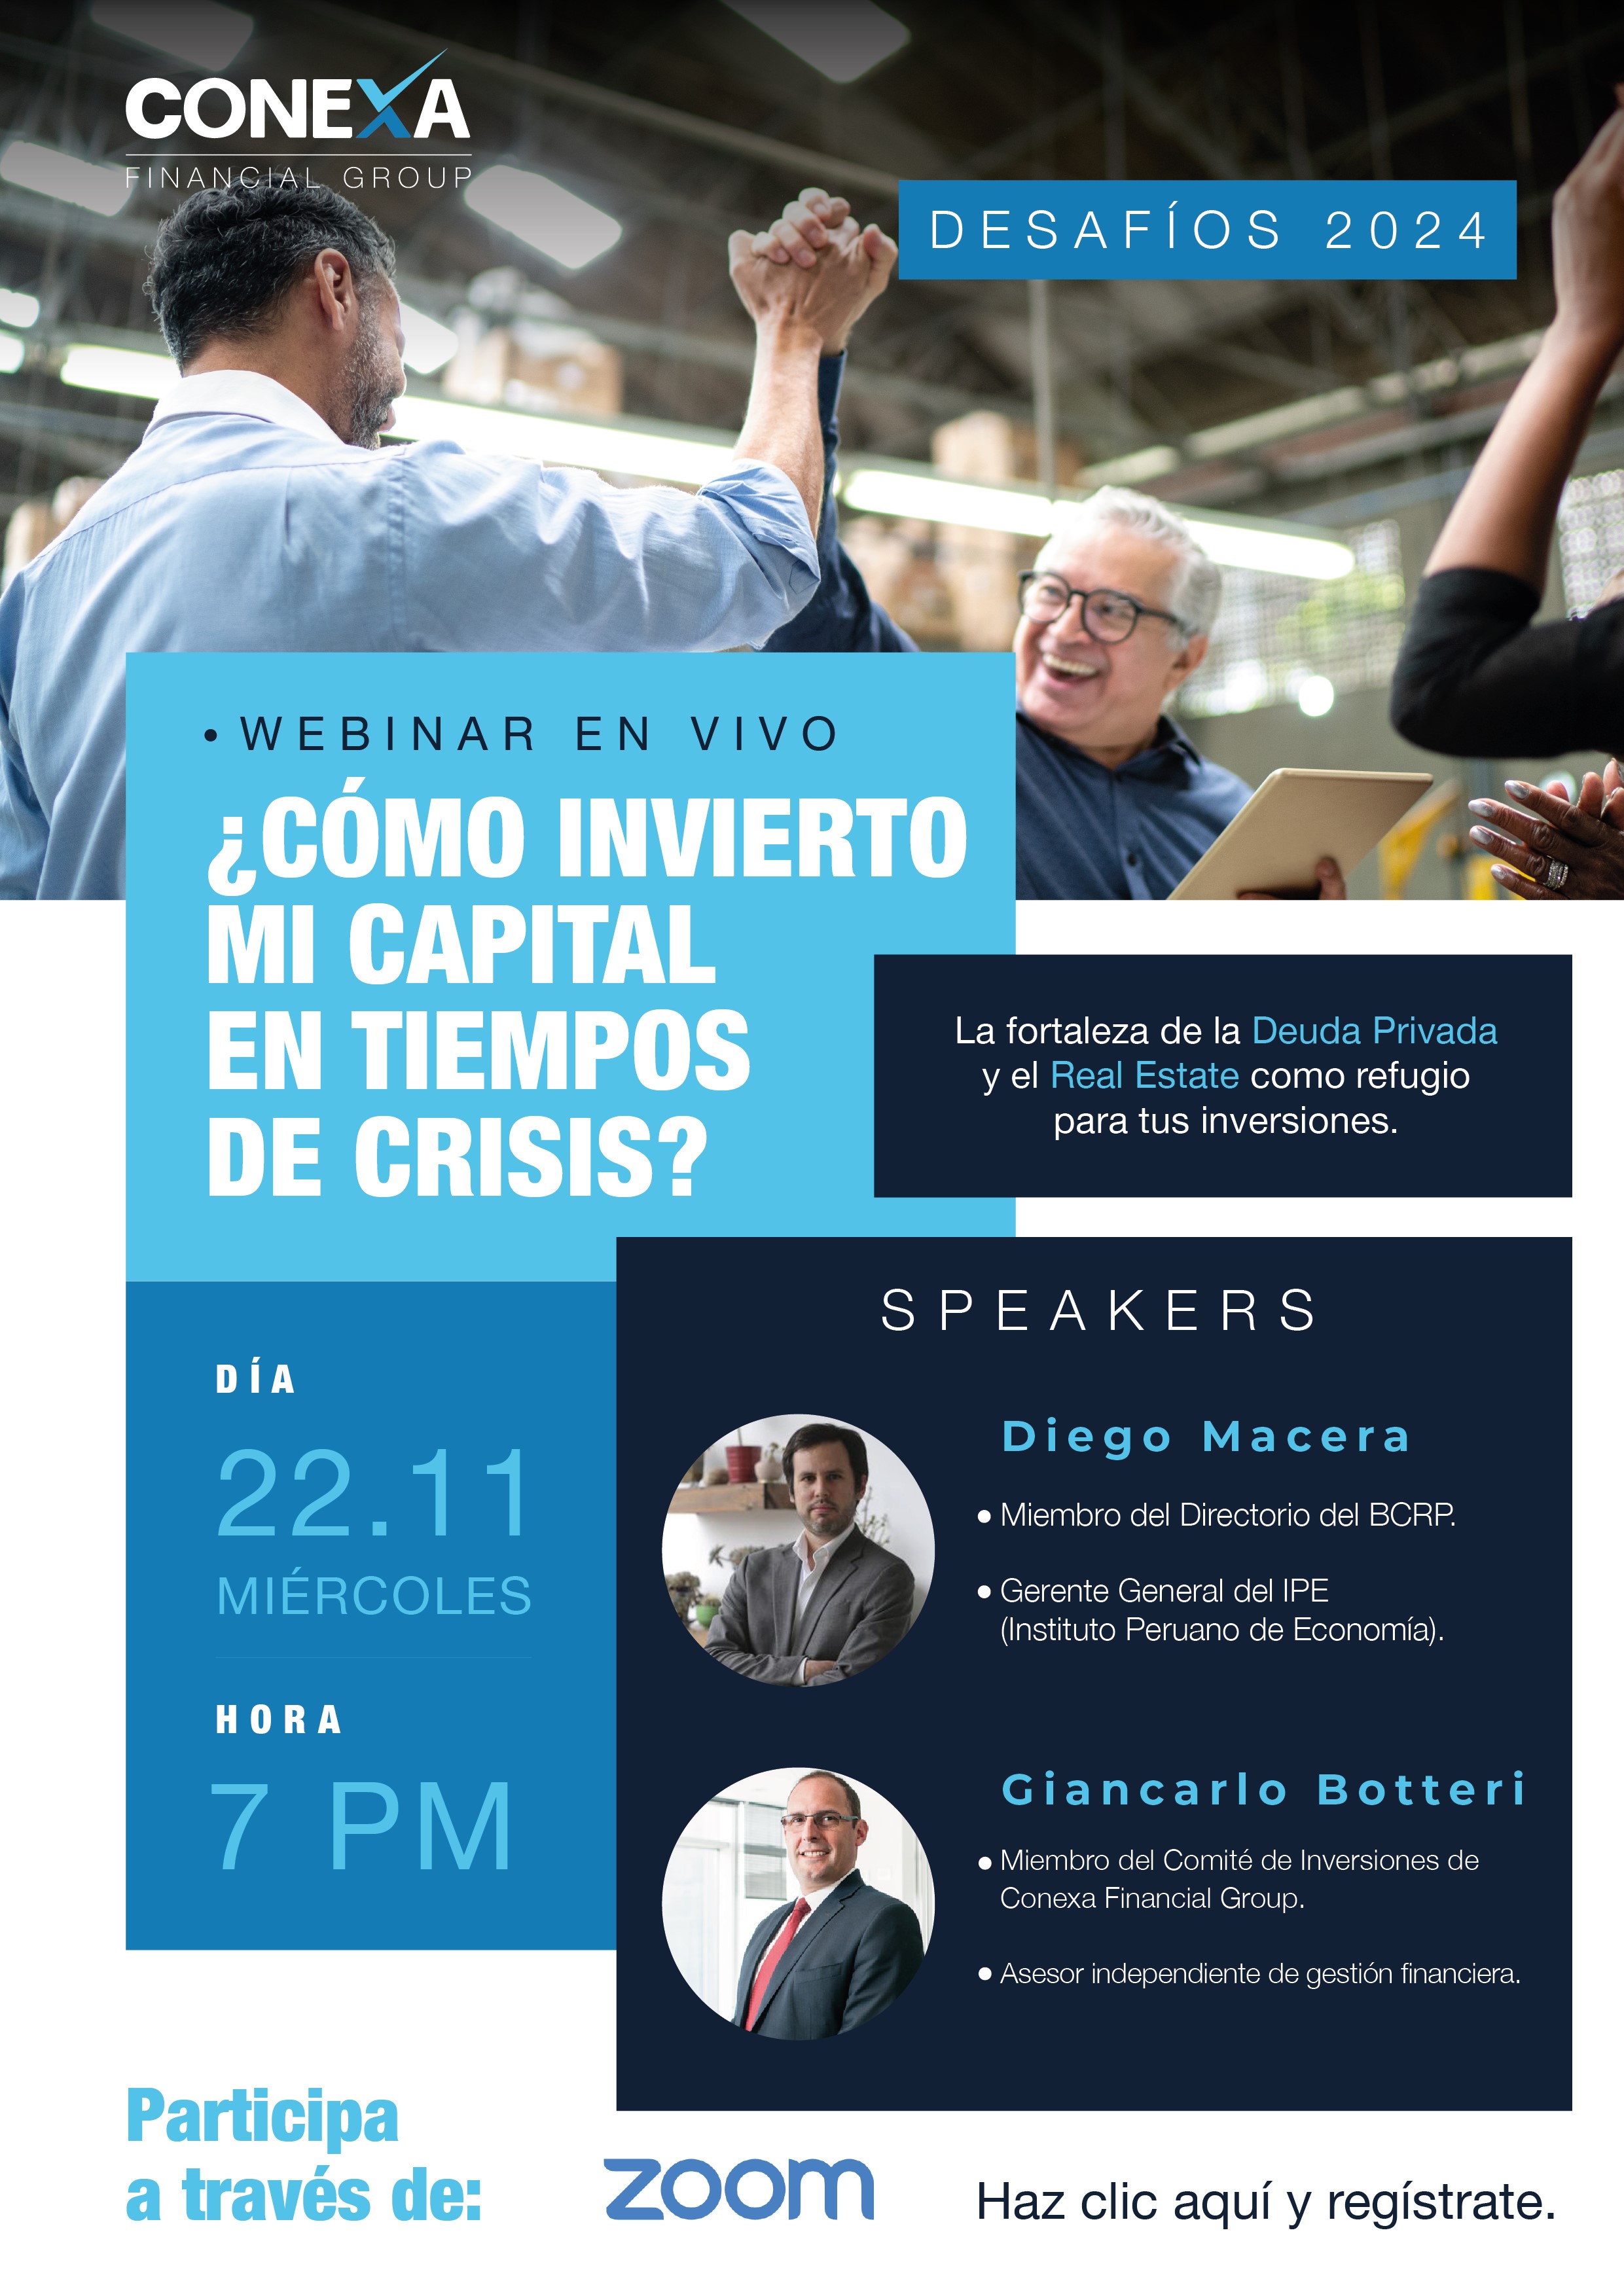 CONEXA
FINANCIAL GROUP
DESAFÍOS 2024
• WEBINAR EN VIVO
¿CÓMO INVIERTO
MI CAPITAL
EN TIEMPOS
DE CRISIS?
La fortaleza de la Deuda Privada
y el Real Estate como refugio
para tus inversiones.
DÍA
22.11
MIÉRCOLES
HORA
7 PM
SPEAKERS
Diego Macera
• Miembro del Directorio del BCRP.
• Gerente General del IPE
(Instituto Peruano de Economía).
Giancarlo Botteri
• Miembro del Comité de Inversiones de
Conexa Financial Group.
• Asesor independiente de gestión financiera.
Participa
a través de:
zoom
Haz clic aquí y regístrate.